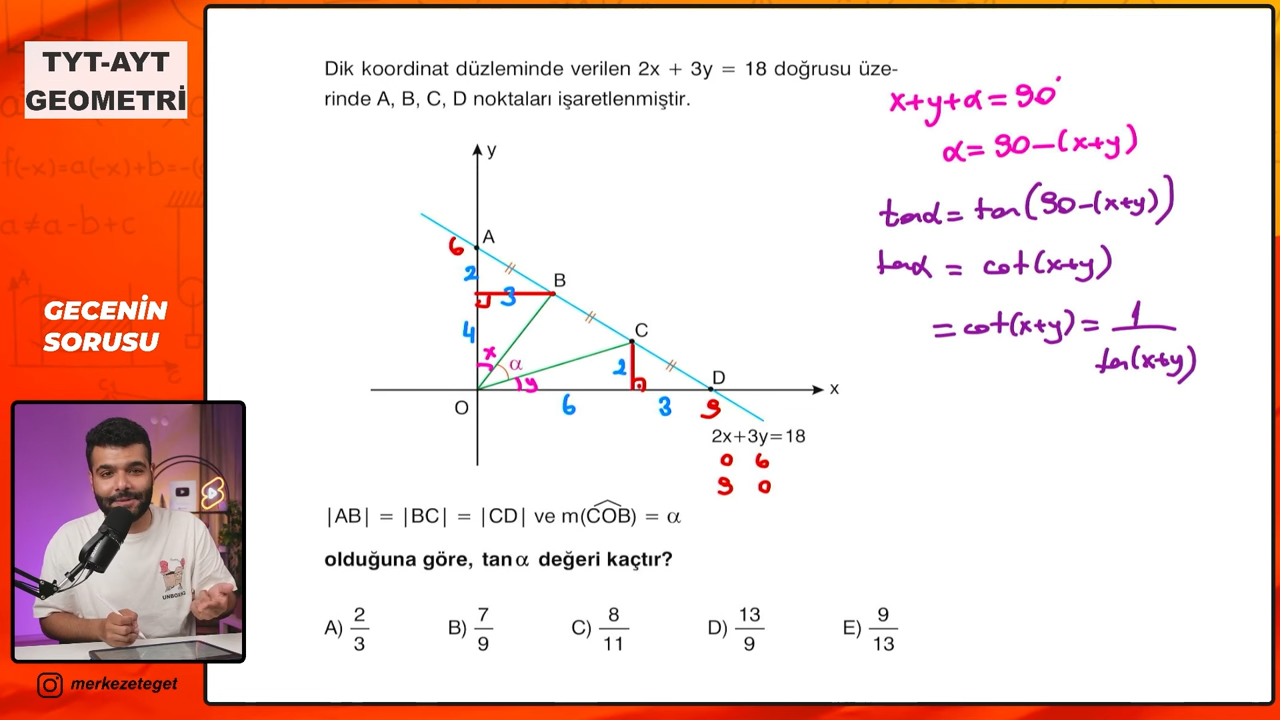 TYT-AYT
GEOMETRİ
GECENİN
SORUSU
UNBOXING
merkezeteget
Dik koordinat düzleminde verilen 2x + 3y = 18 doğrusu üze-
rinde A, B, C, D noktaları işaretlenmiştir.
y
A
6
2
B
3
4
C
x
α
2
y
D
x
O
6
3
9
2x+3y=18
0 6
9 0
|AB| = |BC| = |CD| ve m(COB) = α
olduğuna göre, tan α değeri kaçtır?
A) 2/3 B) 7/9 C) 8/11 D) 13/9 E) 9/13
x+y+α=90°
α=90-(x+y)
tanα = tan(90-(x+y))
tanα = cot(x+y)
= cot(x+y) = 1/tan(x+y)